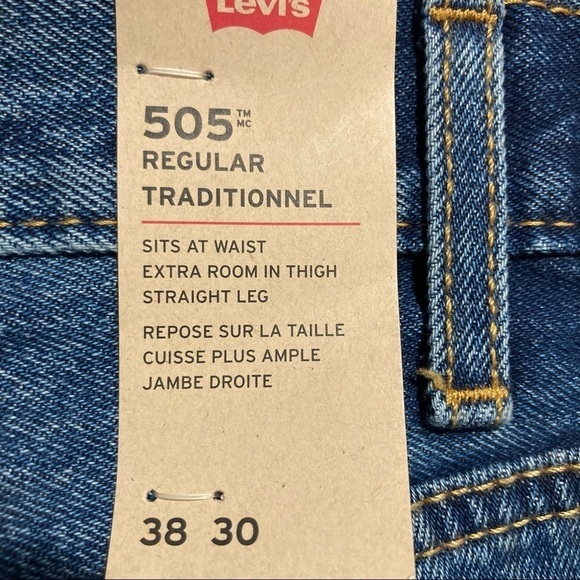 Levi's
505 TM MC
REGULAR
TRADITIONNEL
SITS AT WAIST
EXTRA ROOM IN THIGH
STRAIGHT LEG
REPOSE SUR LA TAILLE
CUISSE PLUS AMPLE
JAMBE DROITE
38 30